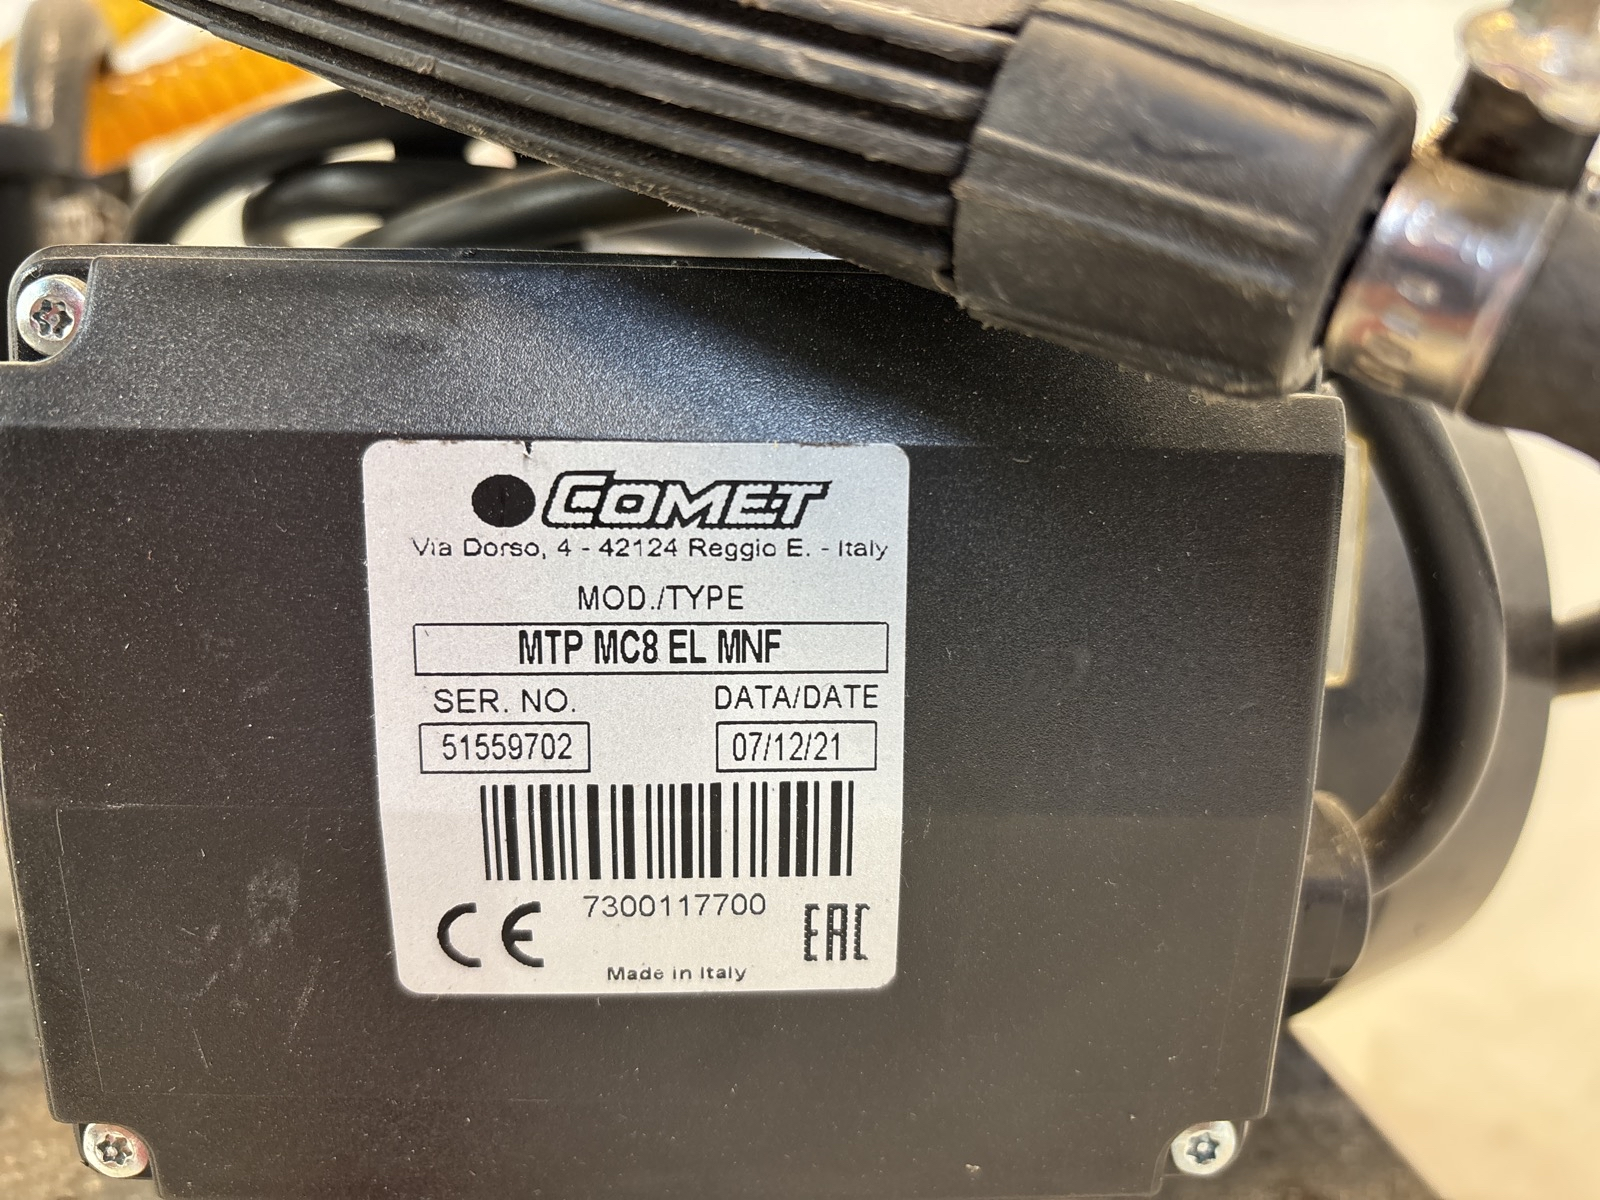 COMET
Via Dorso, 4 - 42124 Reggio E. - Italy
MOD./TYPE
MTP MC8 EL MNF
SER. NO. DATA/DATE
51559702 07/12/21
7300117700
CE EAC
Made in Italy